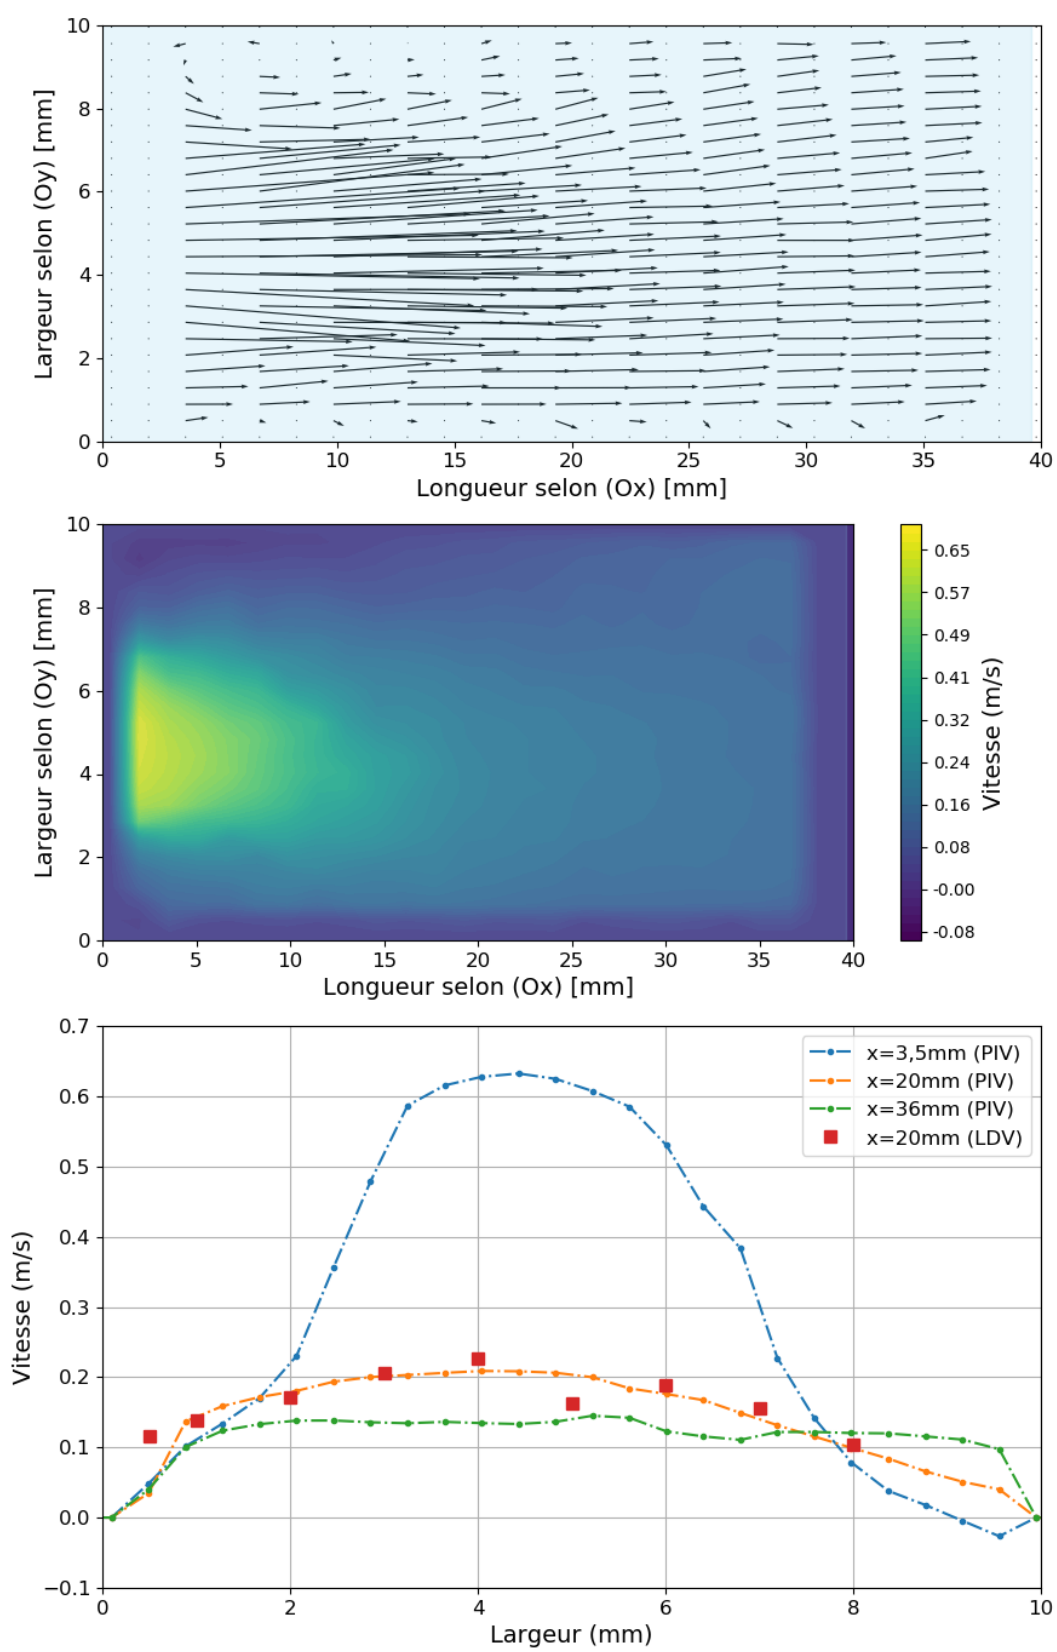 10
8
6
4
2
0
Largeur selon (Oy) [mm]
0 5 10 15 20 25 30 35 40
Longueur selon (Ox) [mm]
10
8
6
4
2
0
Largeur selon (Oy) [mm]
0 5 10 15 20 25 30 35 40
Longueur selon (Ox) [mm]
0.65
0.57
0.49
0.41
0.32
0.24
0.16
0.08
-0.00
-0.08
Vitesse (m/s)
0.7
0.6
0.5
0.4
0.3
0.2
0.1
0.0
−0.1
Vitesse (m/s)
x=3,5mm (PIV)
x=20mm (PIV)
x=36mm (PIV)
x=20mm (LDV)
0 2 4 6 8 10
Largeur (mm)